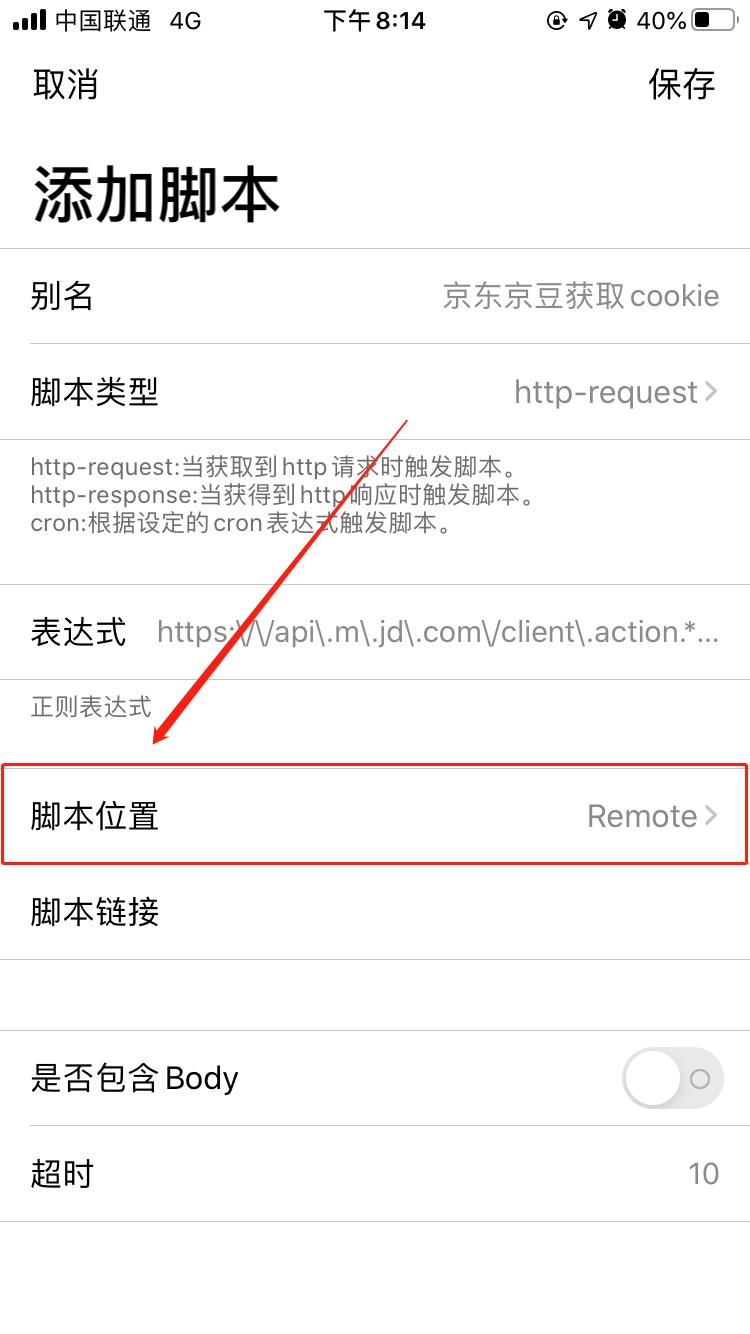 中国联通 4G 下午8:14 40%
取消 保存
添加脚本
别名 京东京豆获取cookie
脚本类型 http-request
http-request:当获取到http请求时触发脚本。
http-response:当获得到http响应时触发脚本。
cron:根据设定的cron表达式触发脚本。
表达式 https:\/\/api\.m\.jd\.com\/client\.action.*...
正则表达式
脚本位置 Remote
脚本链接
是否包含Body
超时 10